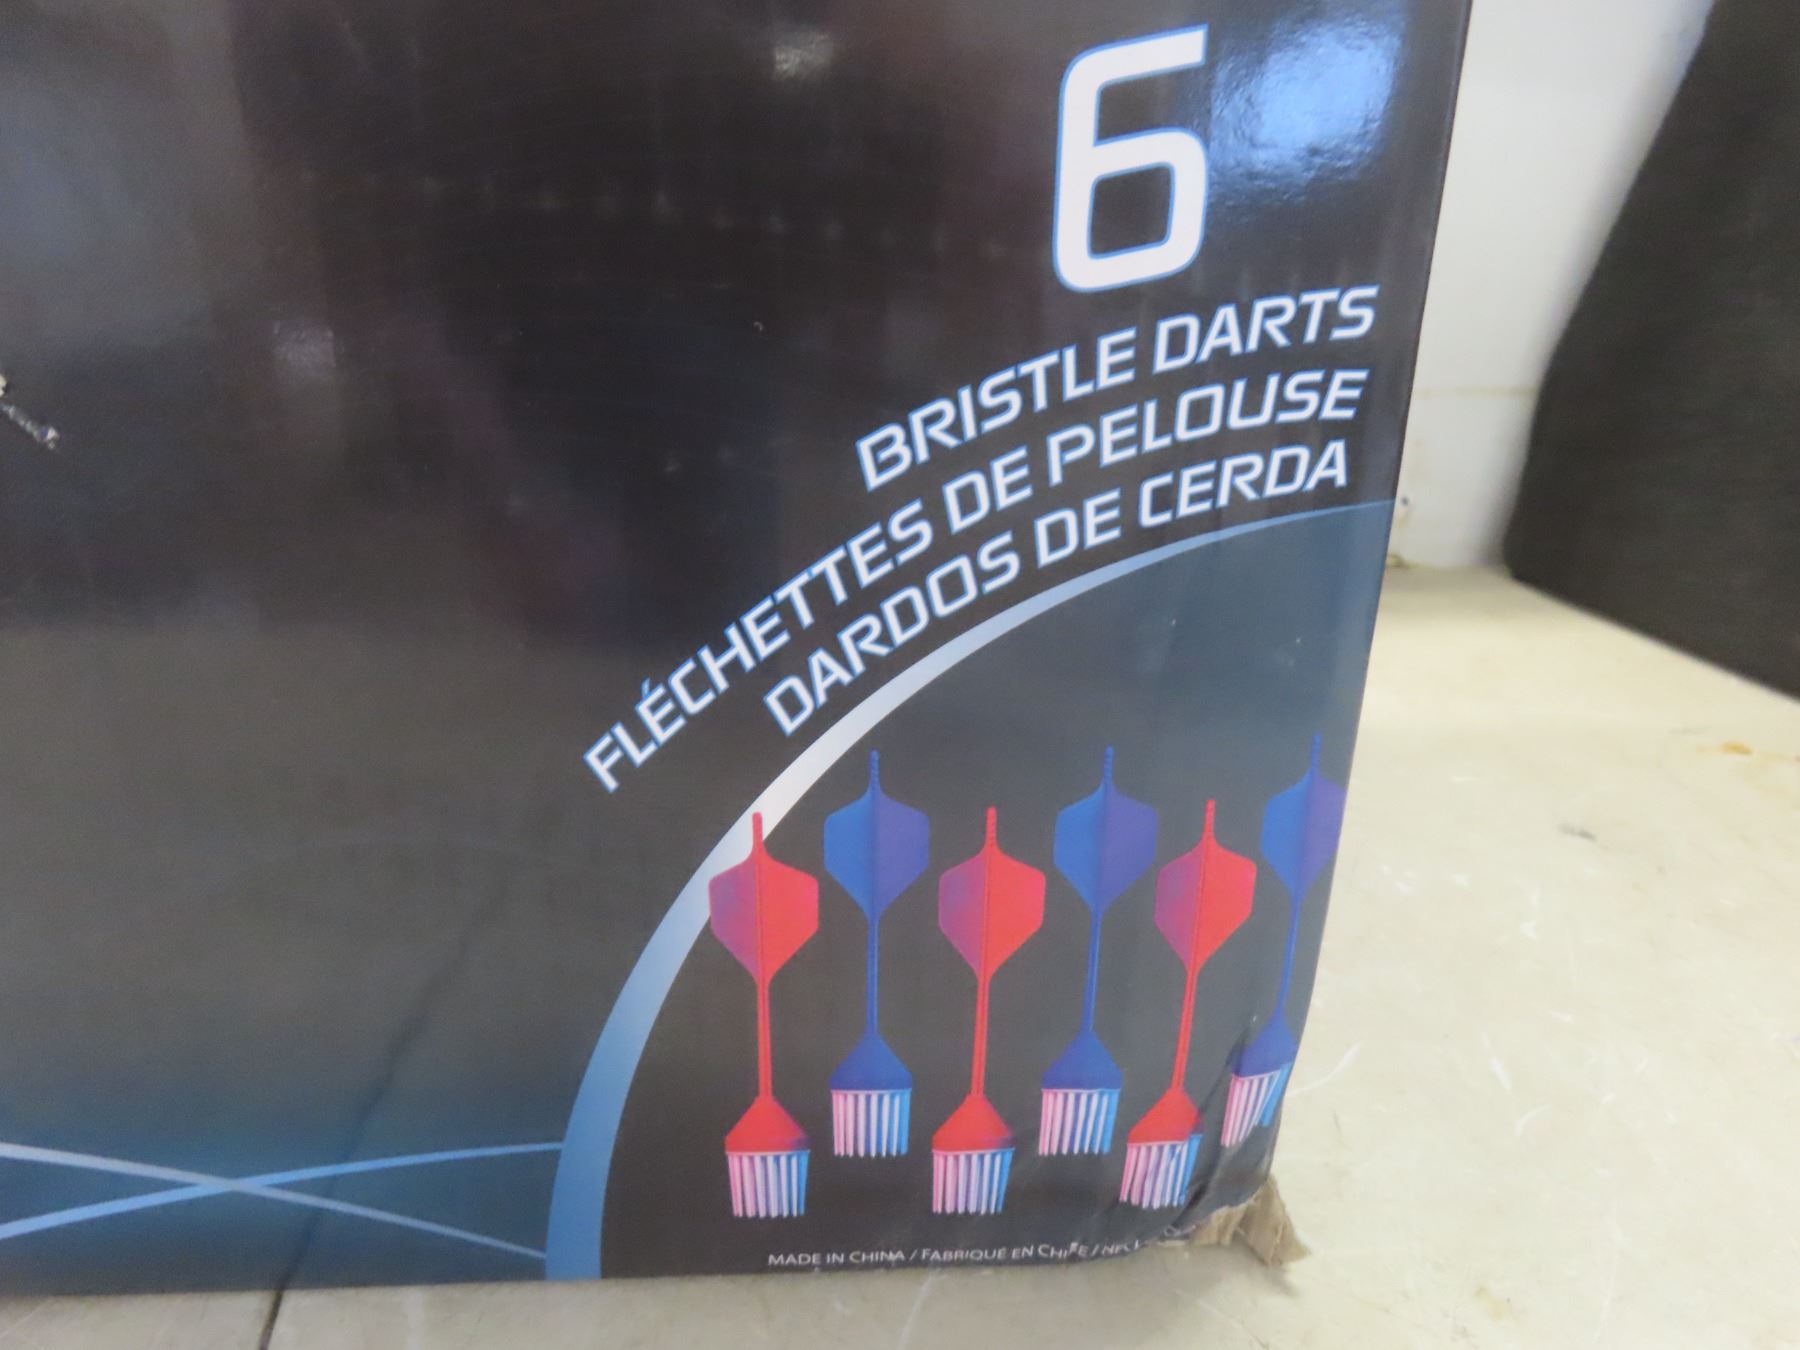 6
BRISTLE DARTS
FLÉCHETTES DE PELOUSE
DARDOS DE CERDA
MADE IN CHINA / FABRIQUÉ EN CHINE /